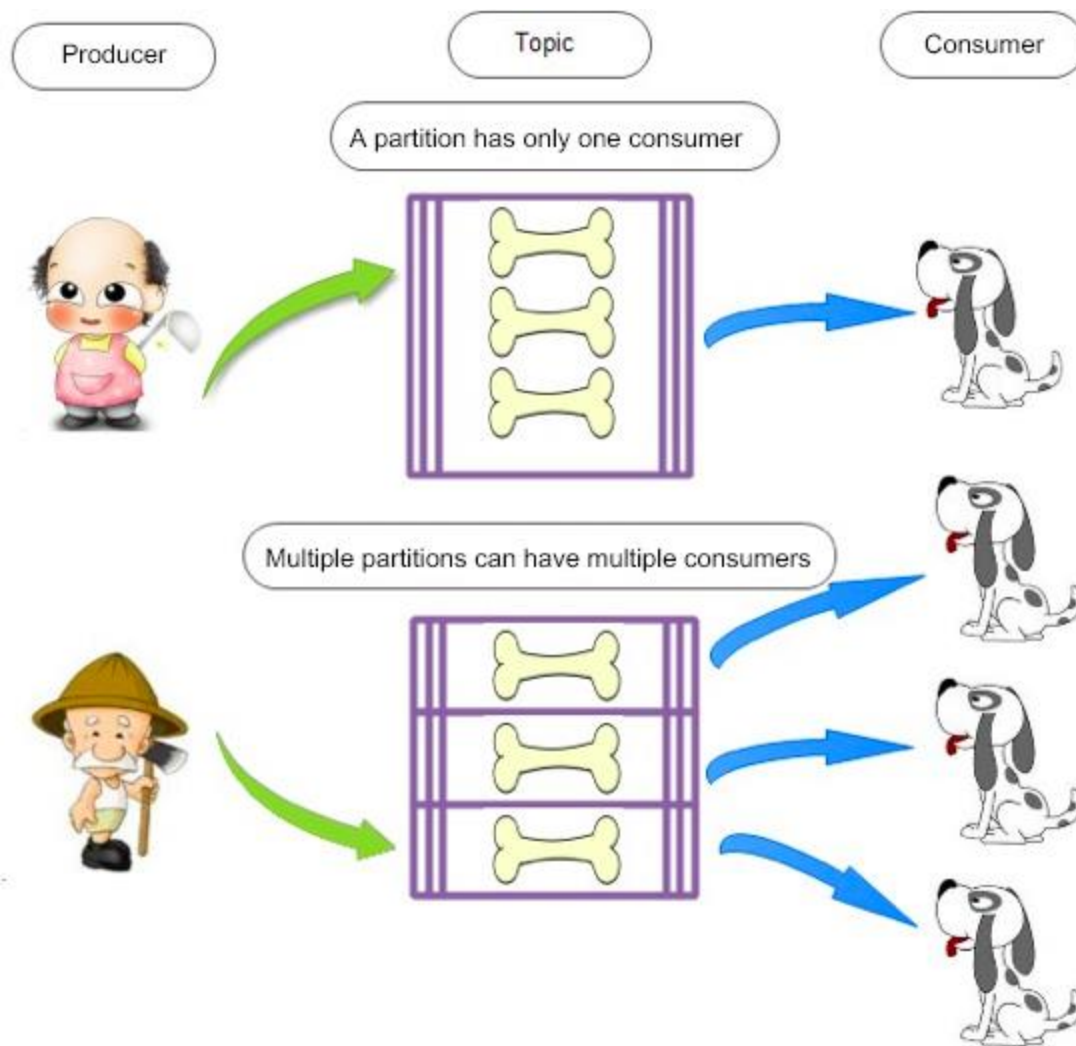 Producer
Topic
Consumer
A partition has only one consumer
Multiple partitions can have multiple consumers